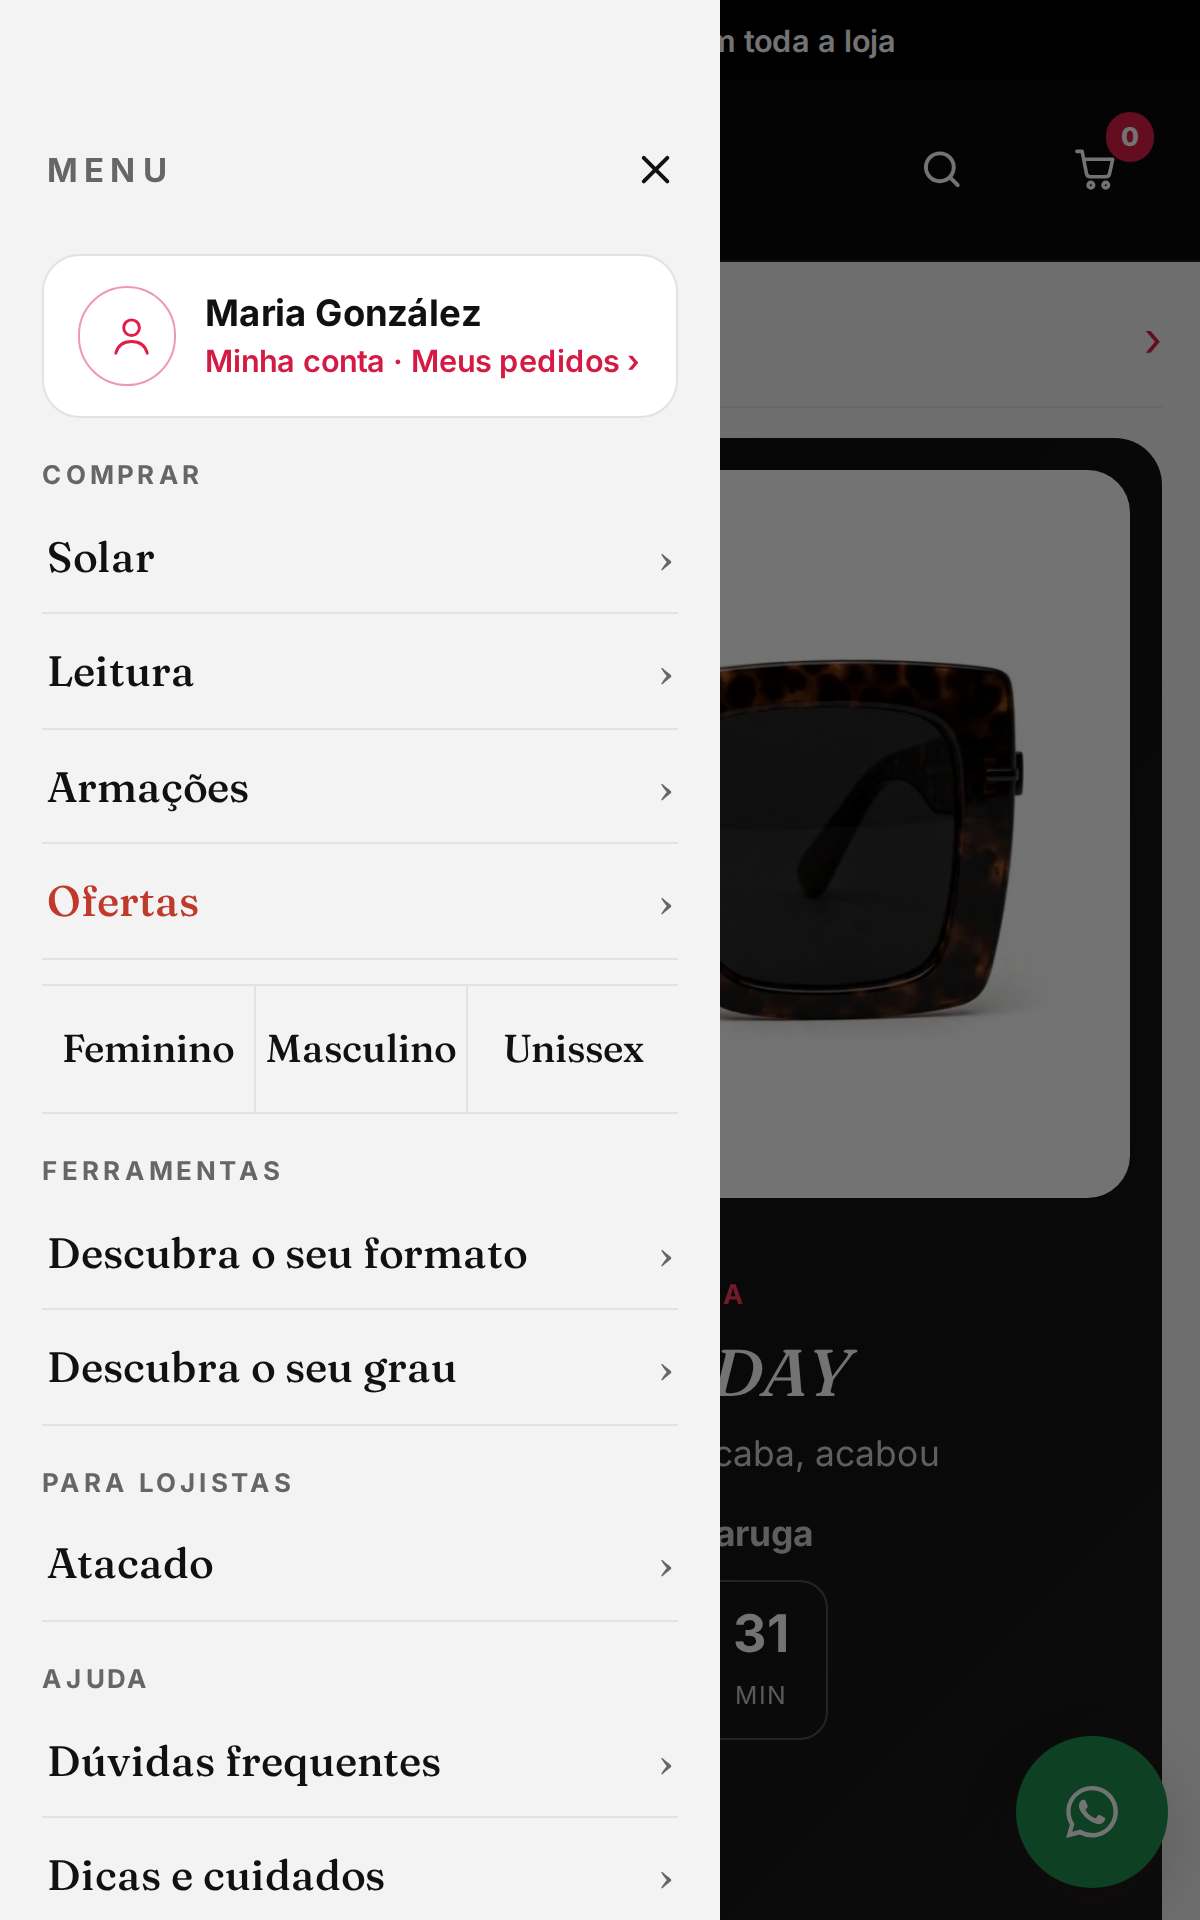 m toda a loja
MENU
0
Maria González
Minha conta · Meus pedidos ›
COMPRAR
Solar
Leitura
Armações
Ofertas
Feminino
Masculino
Unissex
FERRAMENTAS
Descubra o seu formato
A
DAY
Descubra o seu grau
caba, acabou
PARA LOJISTAS
aruga
Atacado
31
MIN
AJUDA
Dúvidas frequentes
Dicas e cuidados